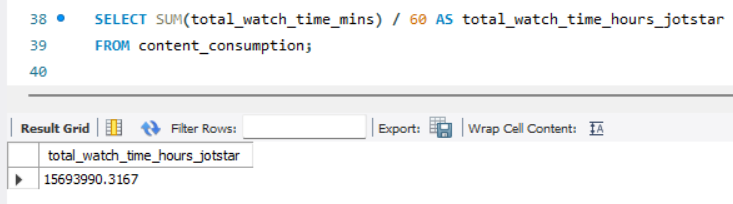 38 SELECT SUM(total_watch_time_mins) / 60 AS total_watch_time_hours_jotstar
39 FROM content_consumption;
40
Result Grid Filter Rows: Export: Wrap Cell Content: IA
total_watch_time_hours_jotstar
15693990.3167